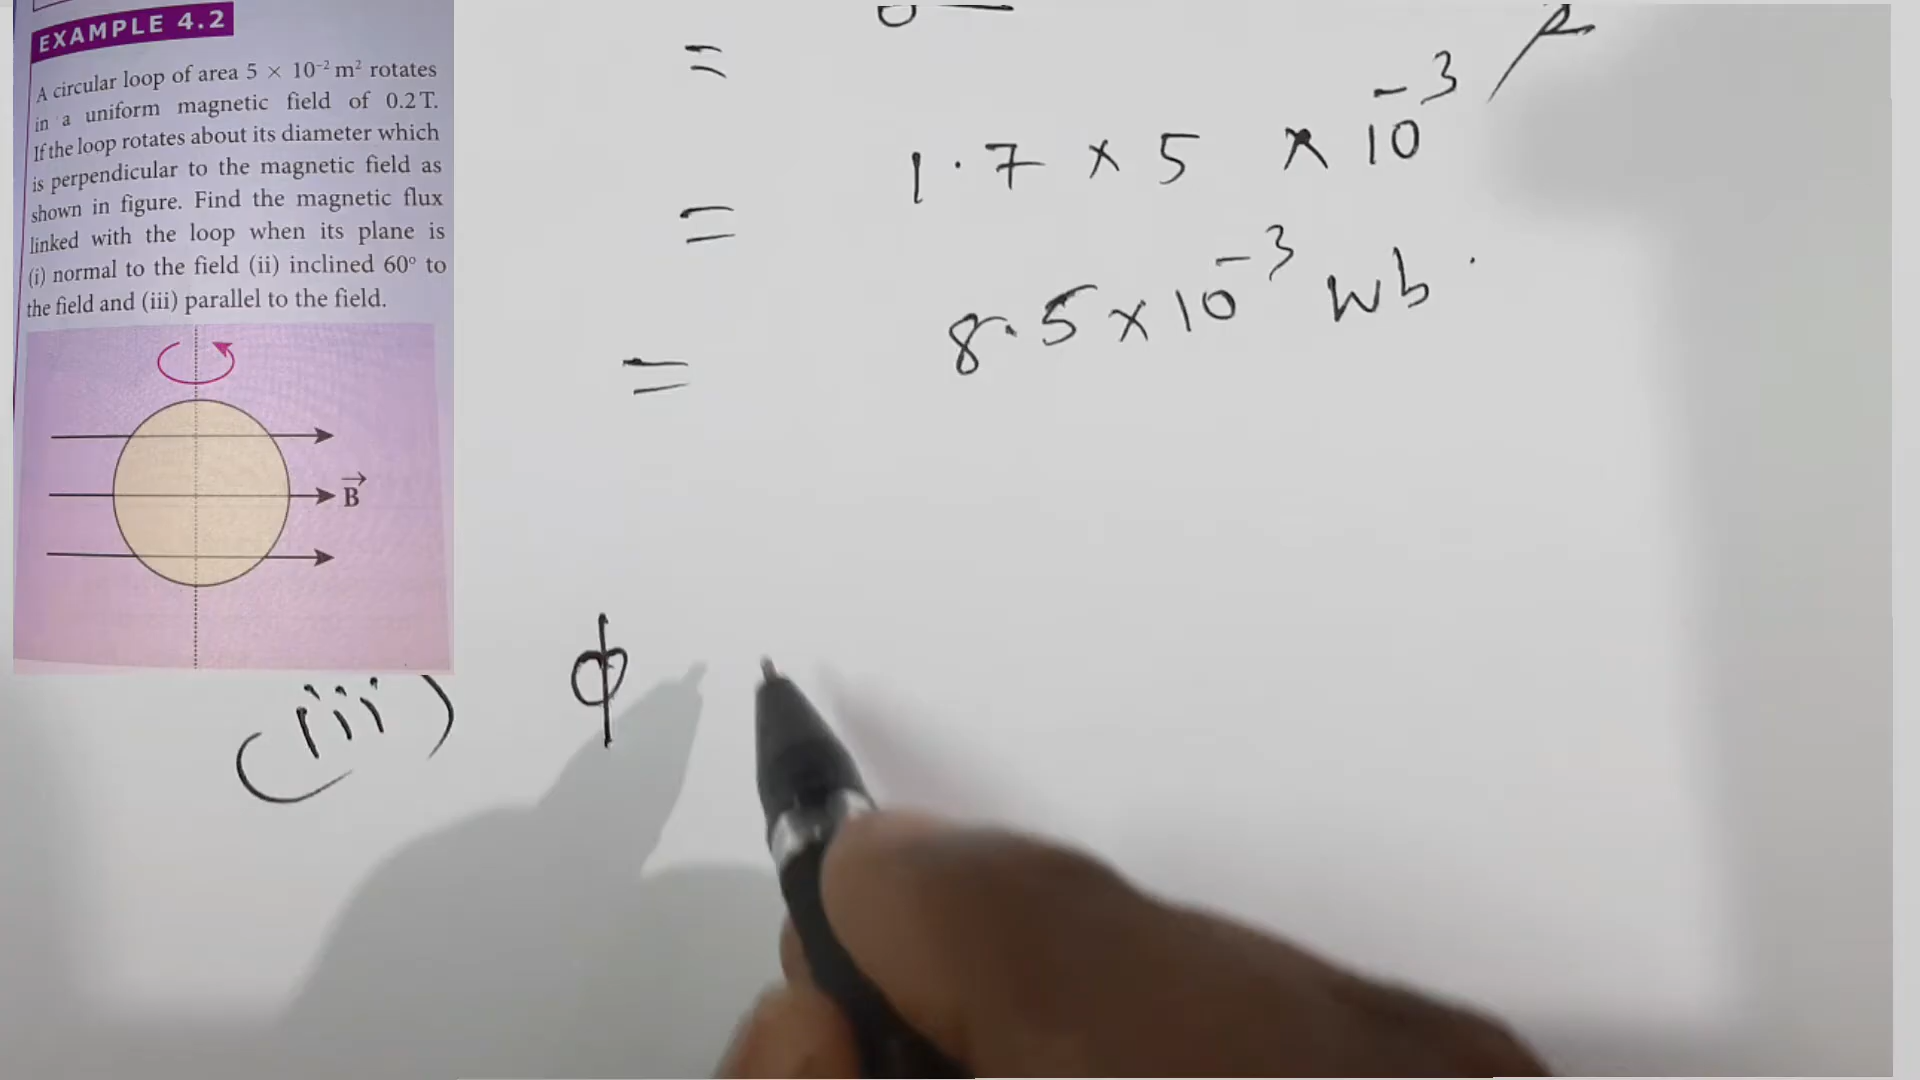 EXAMPLE 4.2
A circular loop of area 5 × 10⁻² m² rotates
in a uniform magnetic field of 0.2 T.
If the loop rotates about its diameter which
is perpendicular to the magnetic field as
shown in figure. Find the magnetic flux
linked with the loop when its plane is
(i) normal to the field (ii) inclined 60° to
the field and (iii) parallel to the field.
B⃗
=
= 1.7 × 5 × 10⁻³
= 8.5 × 10⁻³ wb.
(iii) ϕ